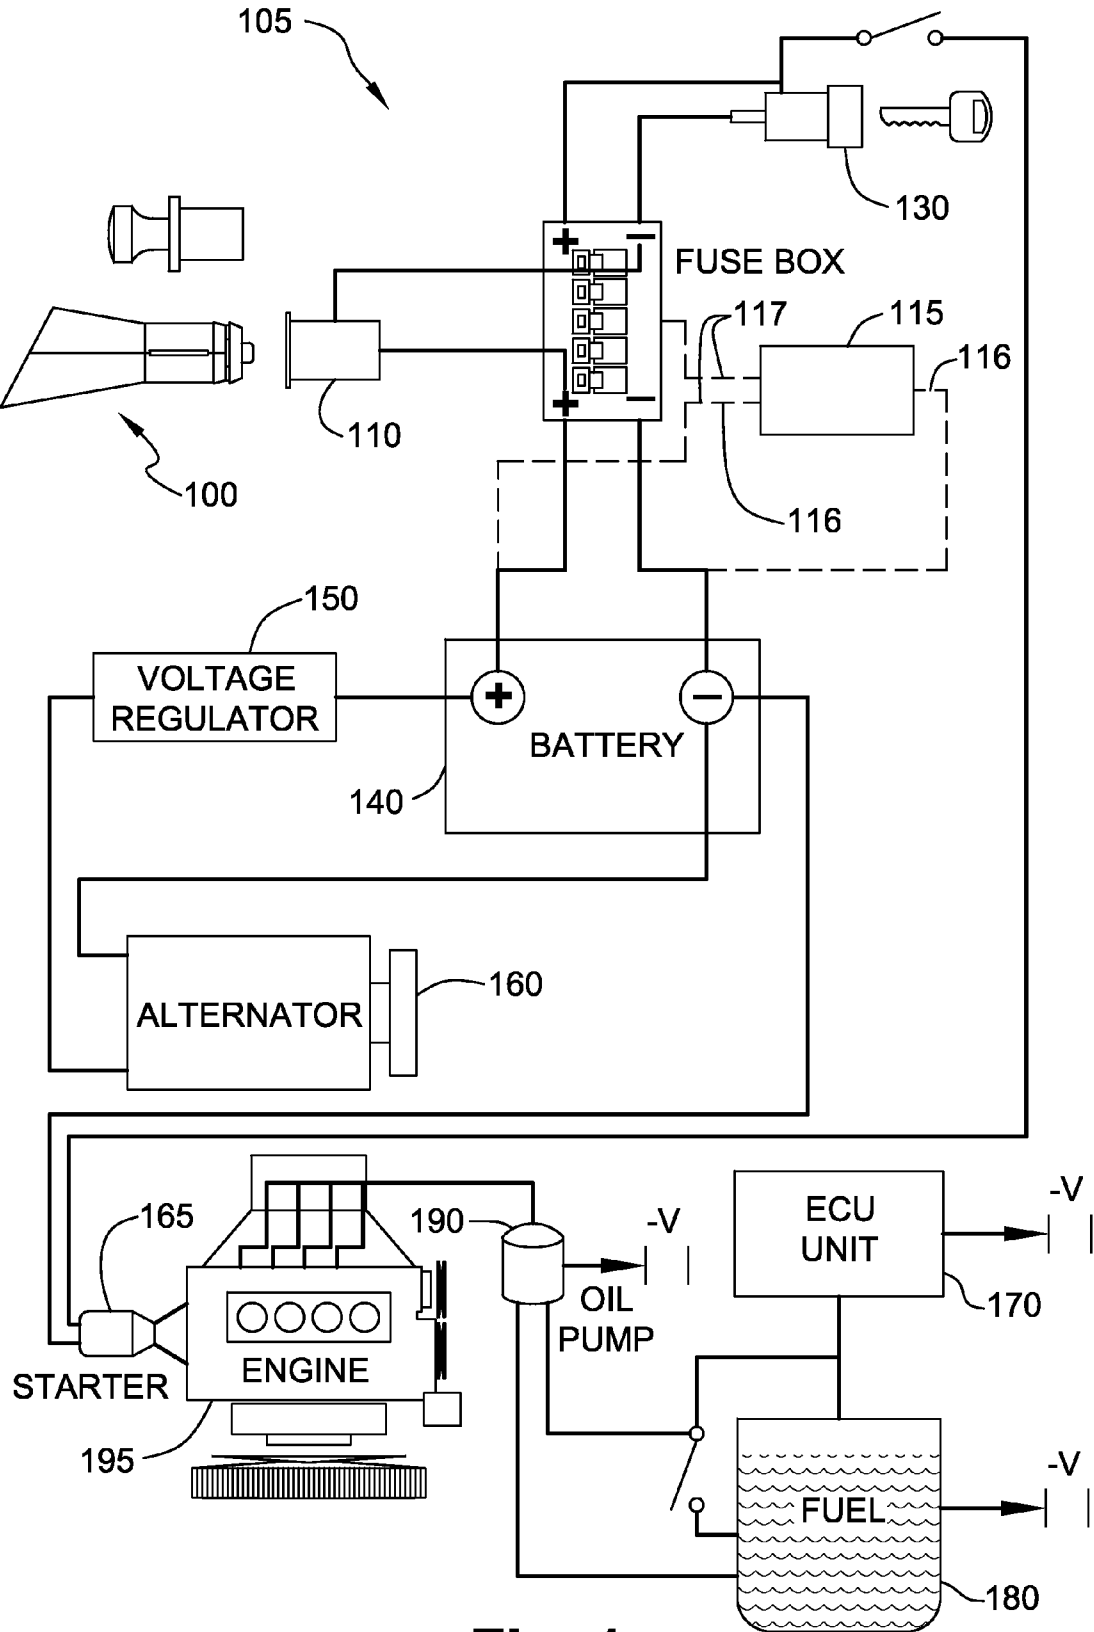 105
130
+
−
FUSE BOX
117
115
116
110
+
−
100
116
150
VOLTAGE
REGULATOR
+
−
BATTERY
140
ALTERNATOR
160
165
190
-V
ECU
UNIT
-V
OIL
PUMP
170
ENGINE
STARTER
195
-V
FUEL
180